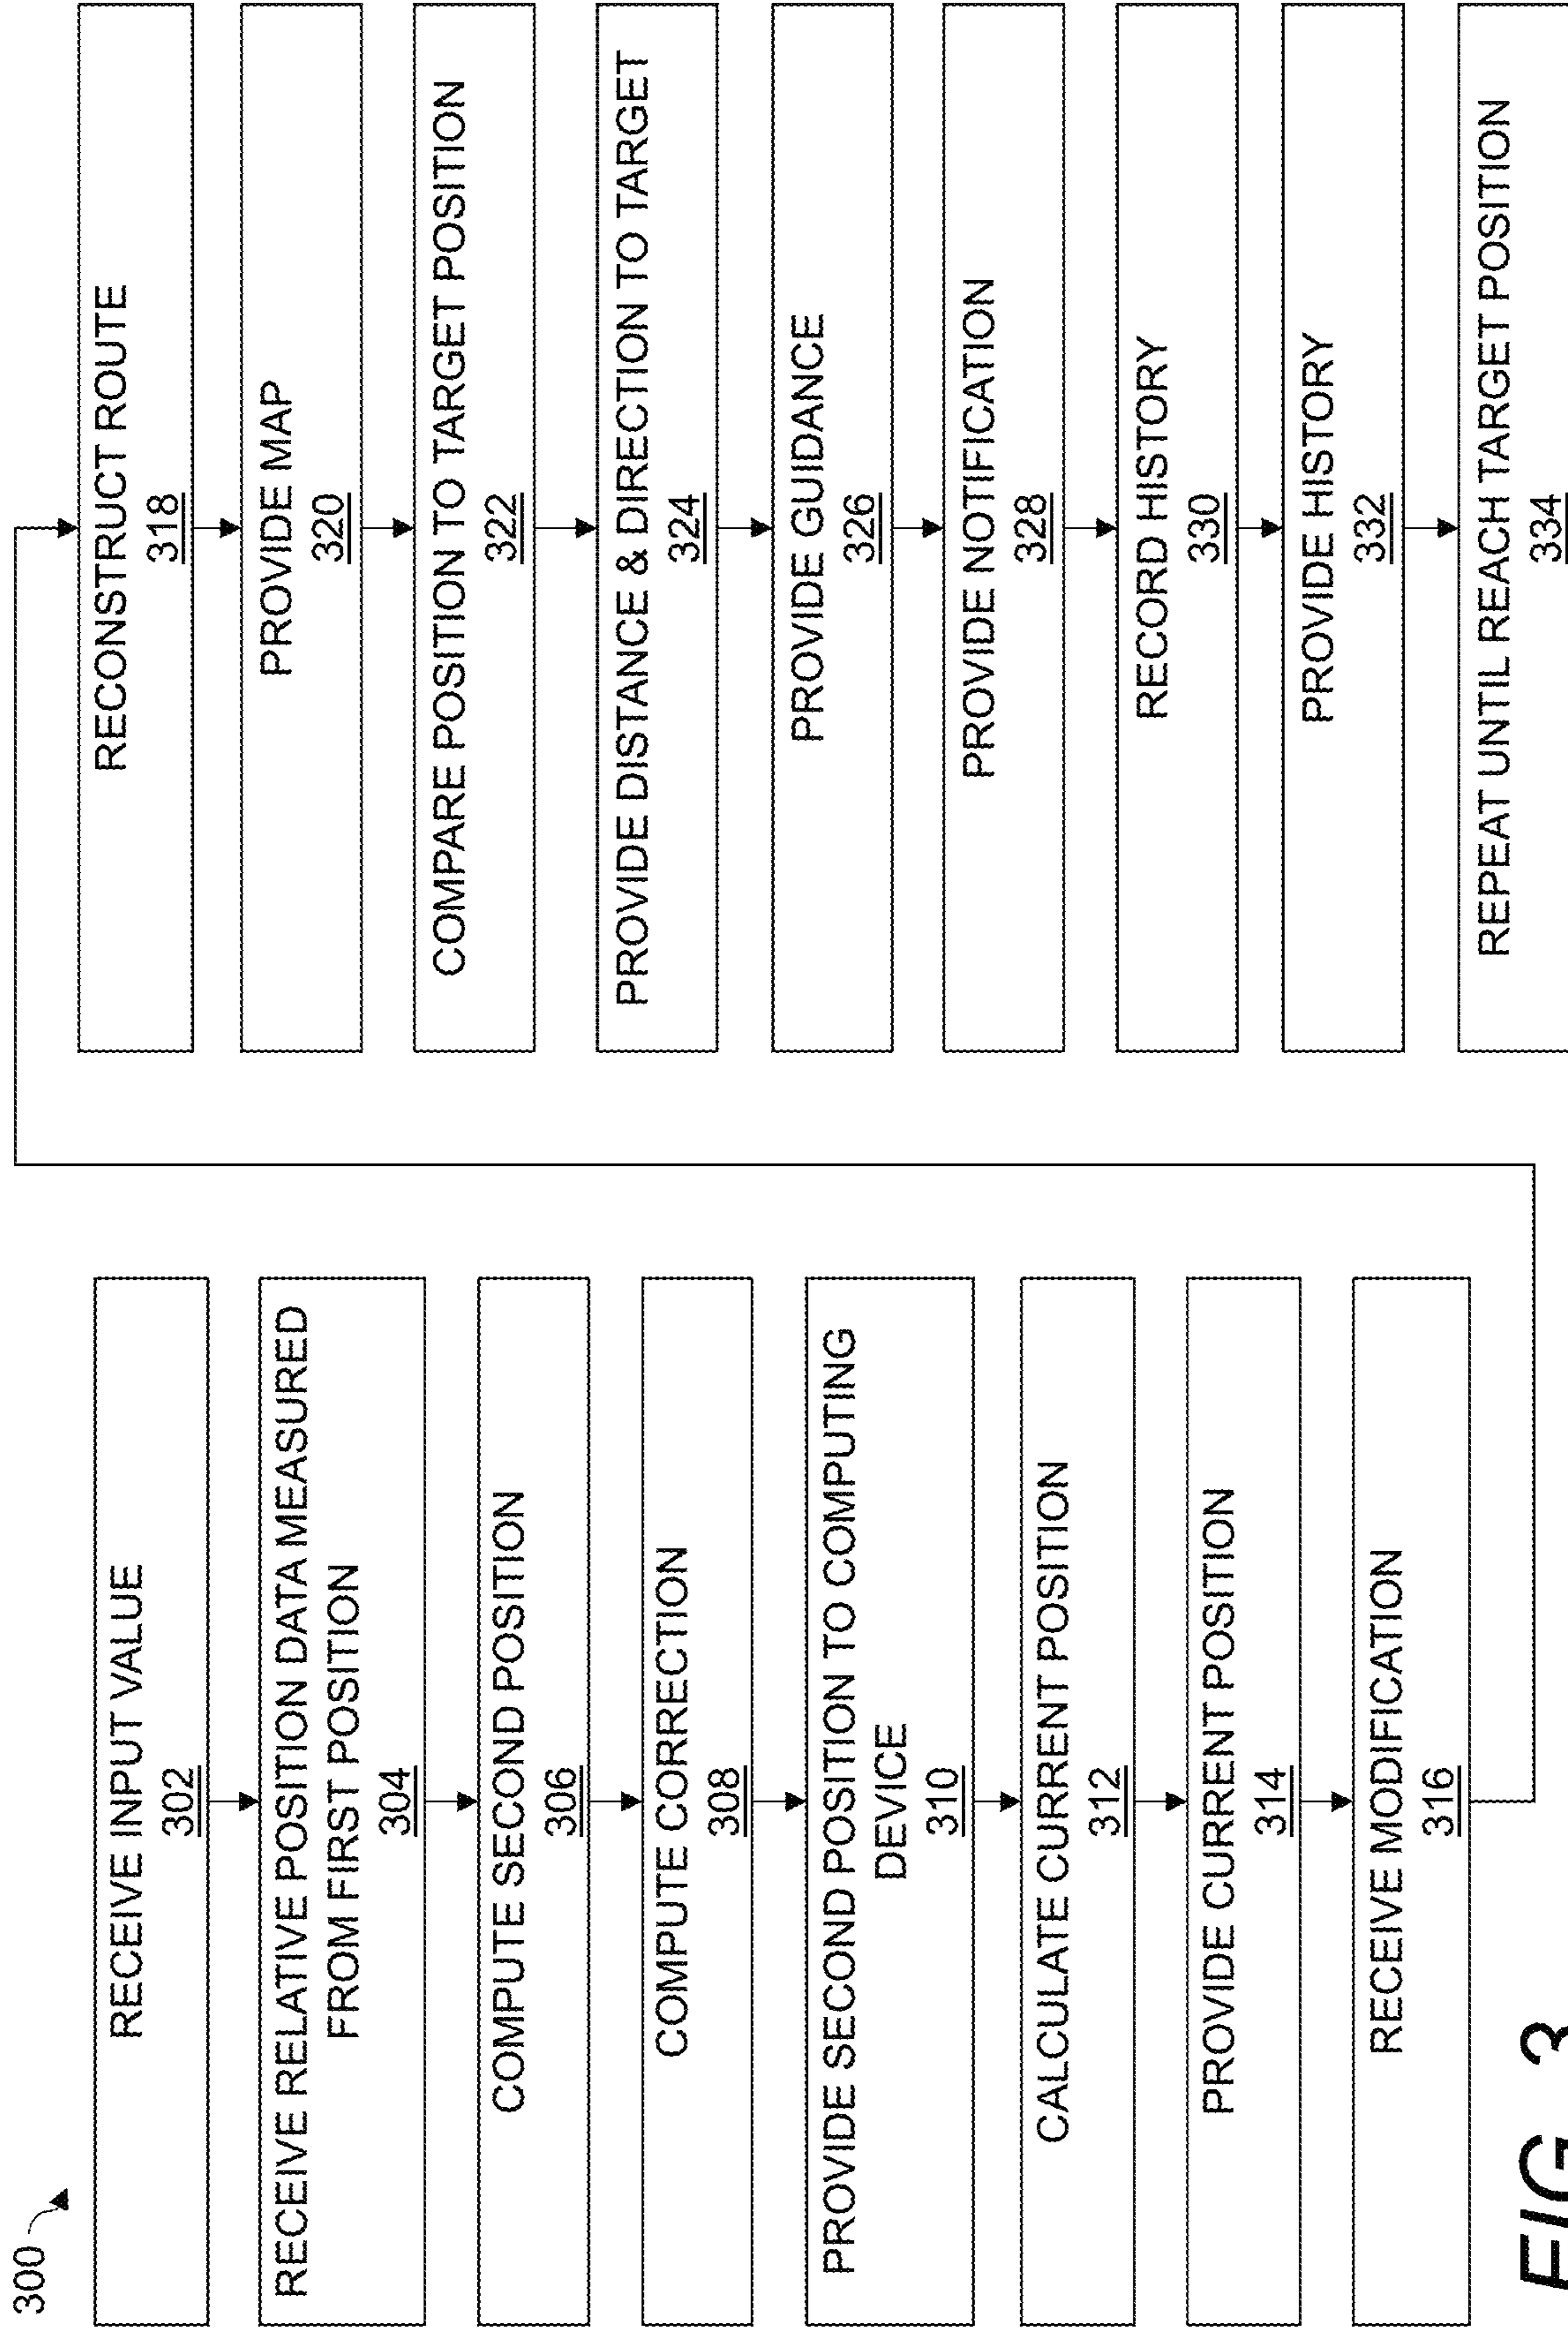 300
RECEIVE INPUT VALUE
302
RECEIVE RELATIVE POSITION DATA MEASURED
FROM FIRST POSITION
304
COMPUTE SECOND POSITION
306
COMPUTE CORRECTION
308
PROVIDE SECOND POSITION TO COMPUTING
DEVICE
310
CALCULATE CURRENT POSITION
312
PROVIDE CURRENT POSITION
314
RECEIVE MODIFICATION
316
RECONSTRUCT ROUTE
318
PROVIDE MAP
320
COMPARE POSITION TO TARGET POSITION
322
PROVIDE DISTANCE & DIRECTION TO TARGET
324
PROVIDE GUIDANCE
326
PROVIDE NOTIFICATION
328
RECORD HISTORY
330
PROVIDE HISTORY
332
REPEAT UNTIL REACH TARGET POSITION
334
FIG. 3